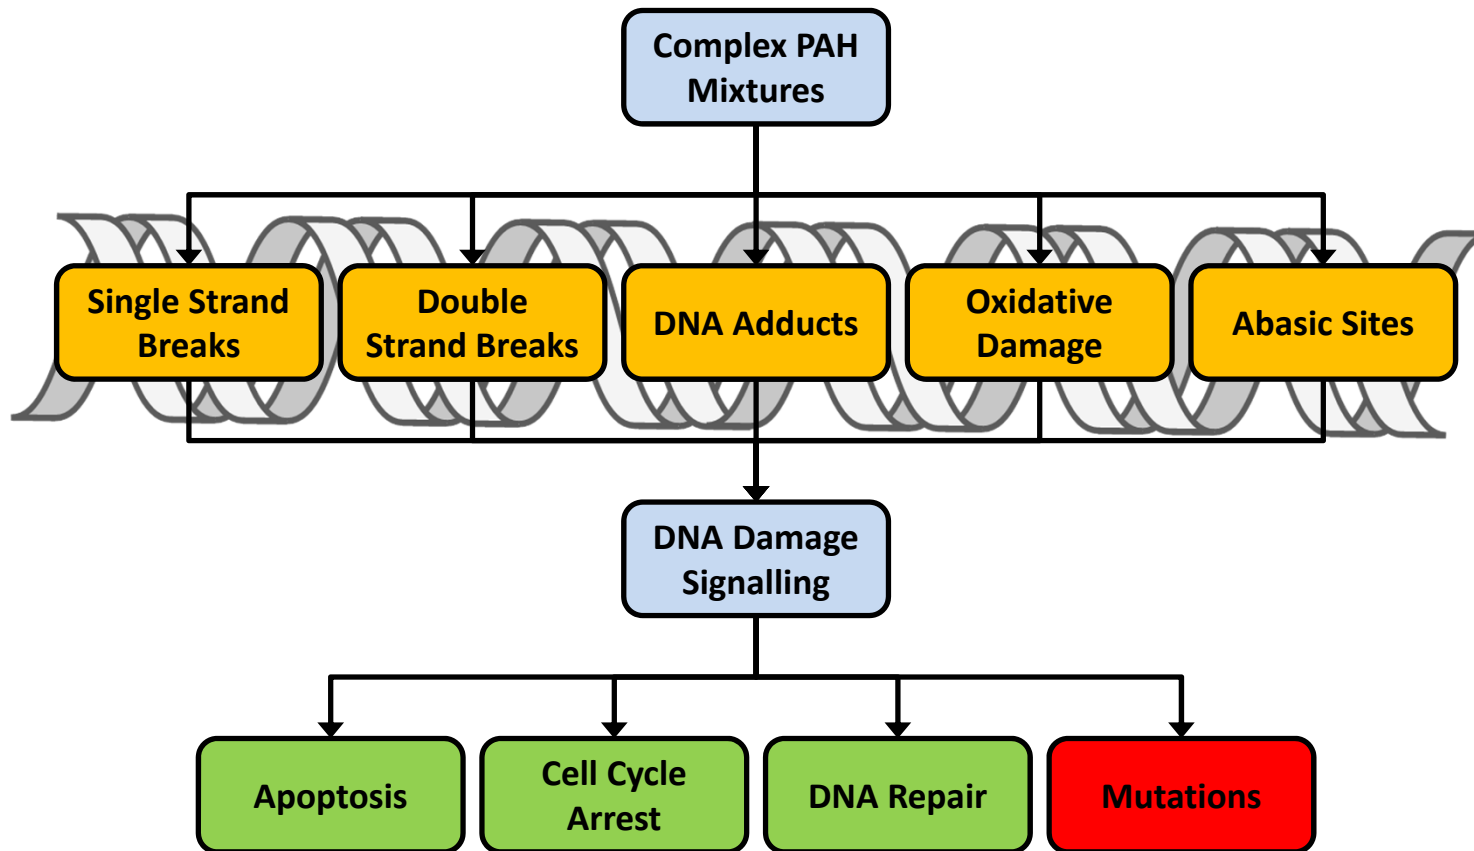 Complex PAH
Mixtures
Single Strand
Breaks
Double
Strand Breaks
DNA Adducts
Oxidative
Damage
Abasic Sites
DNA Damage
Signalling
Apoptosis
Cell Cycle
Arrest
DNA Repair
Mutations